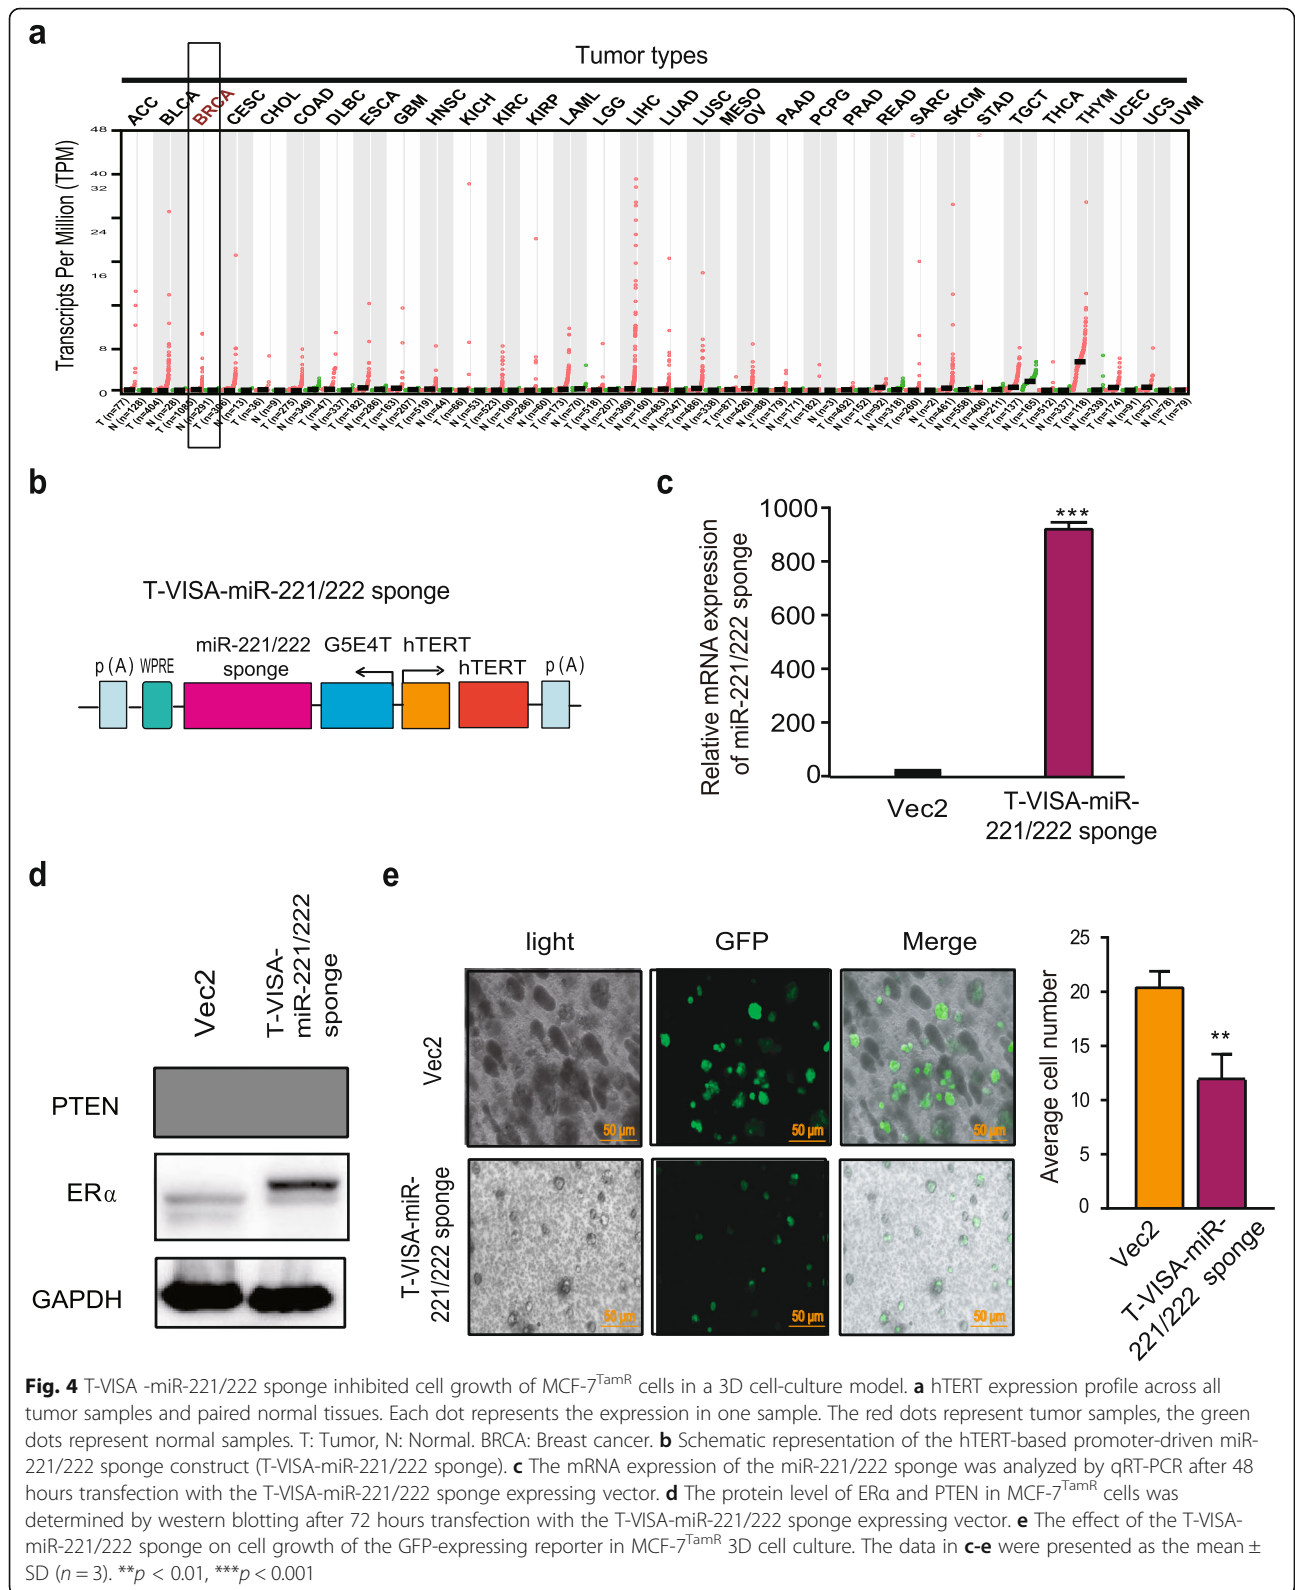 a
Tumor types
ACC BLCA BRCA CESC CHOL COAD DLBC ESCA GBM HNSC KICH KIRC KIRP LAML LGG LIHC LUAD LUSC MESO OV PAAD PCPG PRAD READ SARC SKCM STAD TGCT THCA THYM UCEC UCS UVM
Transcripts Per Million (TPM)
48
40
32
24
16
8
0
b
T-VISA-miR-221/222 sponge
p(A) WPRE miR-221/222 sponge G5E4T hTERT hTERT p(A)
c
Relative mRNA expression
of miR-221/222 sponge
1000
800
600
400
200
0
***
Vec2
T-VISA-miR-
221/222 sponge
d
Vec2
T-VISA-
miR-221/222
sponge
PTEN
ERα
GAPDH
e
light GFP Merge
Vec2
50 µm 50 µm 50 µm
T-VISA-miR-
221/222 sponge
50 µm 50 µm 50 µm
Average cell number
25
20
15
10
5
0
**
Vec2
T-VISA-miR-
221/222 sponge
Fig. 4 T-VISA -miR-221/222 sponge inhibited cell growth of MCF-7TamR cells in a 3D cell-culture model. a hTERT expression profile across all
tumor samples and paired normal tissues. Each dot represents the expression in one sample. The red dots represent tumor samples, the green
dots represent normal samples. T: Tumor, N: Normal. BRCA: Breast cancer. b Schematic representation of the hTERT-based promoter-driven miR-
221/222 sponge construct (T-VISA-miR-221/222 sponge). c The mRNA expression of the miR-221/222 sponge was analyzed by qRT-PCR after 48
hours transfection with the T-VISA-miR-221/222 sponge expressing vector. d The protein level of ERα and PTEN in MCF-7TamR cells was
determined by western blotting after 72 hours transfection with the T-VISA-miR-221/222 sponge expressing vector. e The effect of the T-VISA-
miR-221/222 sponge on cell growth of the GFP-expressing reporter in MCF-7TamR 3D cell culture. The data in c-e were presented as the mean ±
SD (n = 3). **p < 0.01, ***p < 0.001